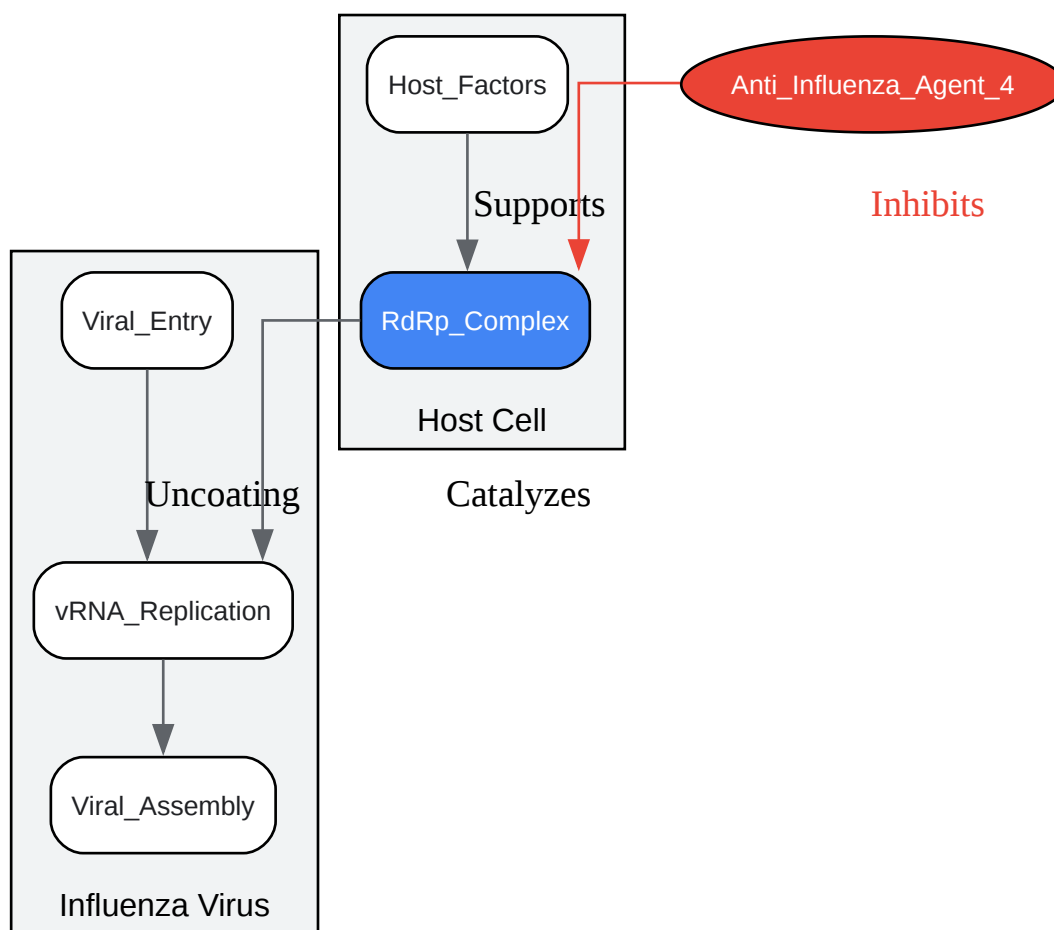 Host_Factors
Anti_Influenza_Agent_4
Supports
Inhibits
Viral_Entry
RdRp_Complex
Host Cell
Uncoating
Catalyzes
vRNA_Replication
Viral_Assembly
Influenza Virus